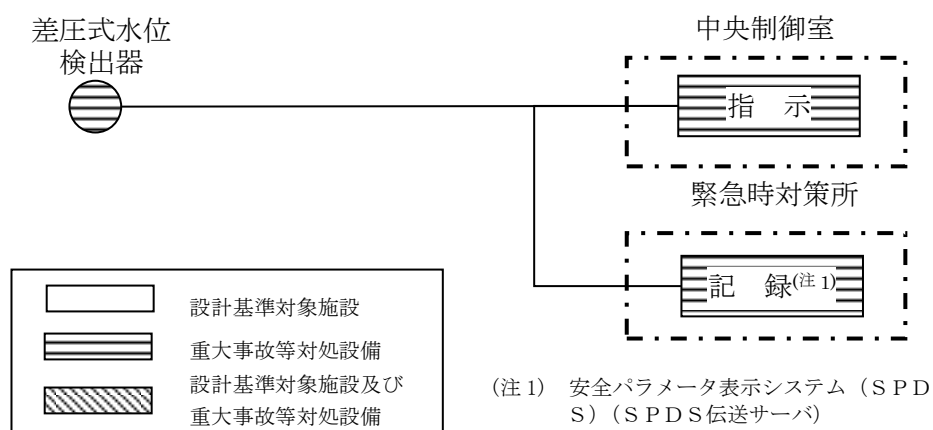 差圧式水位
検出器
中央制御室
指　示
緊急時対策所
記　録(注1)
設計基準対象施設
重大事故等対処設備
設計基準対象施設及び
重大事故等対処設備
(注1)　安全パラメータ表示システム（ＳＰＤ
Ｓ）（ＳＰＤＳ伝送サーバ）